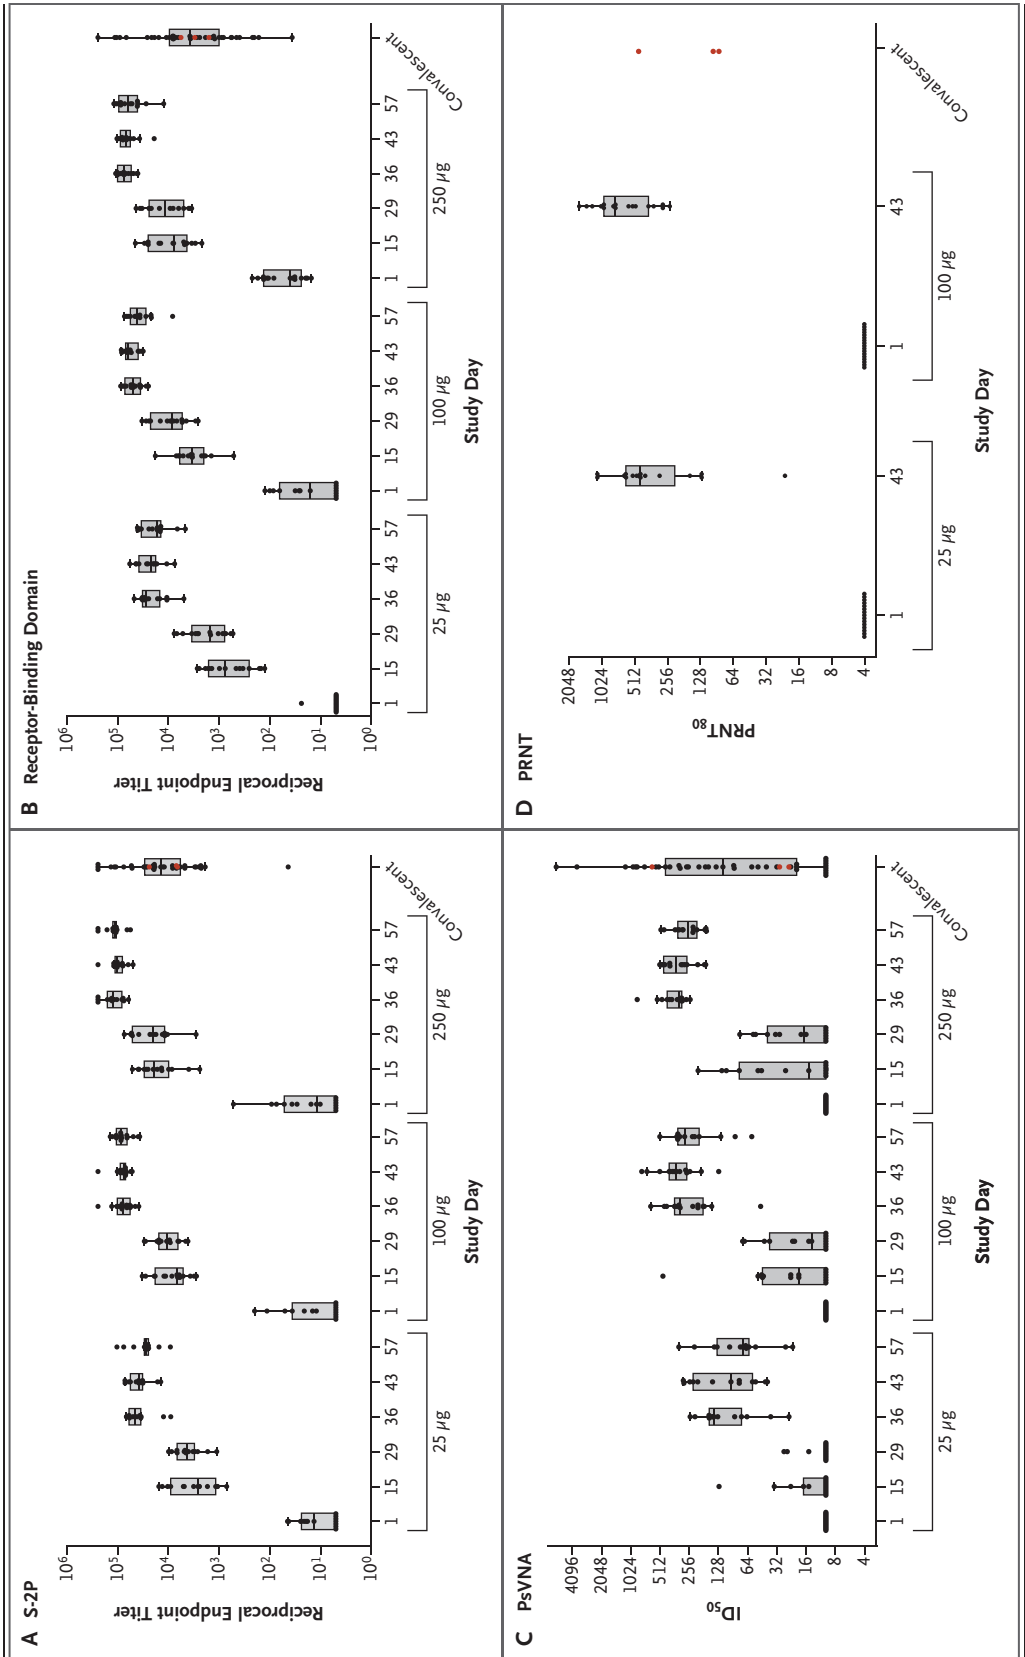 A S-2P
Reciprocal Endpoint Titer
10⁶
10⁵
10⁴
10³
10²
10¹
10⁰
1 15 29 36 43 57 1 15 29 36 43 57 1 15 29 36 43 57 Convalescent
25 µg 100 µg 250 µg
Study Day
B Receptor-Binding Domain
Reciprocal Endpoint Titer
10⁶
10⁵
10⁴
10³
10²
10¹
10⁰
1 15 29 36 43 57 1 15 29 36 43 57 1 15 29 36 43 57 Convalescent
25 µg 100 µg 250 µg
Study Day
C PsVNA
ID₅₀
4096
2048
1024
512
256
128
64
32
16
8
4
1 15 29 36 43 57 1 15 29 36 43 57 1 15 29 36 43 57 Convalescent
25 µg 100 µg 250 µg
Study Day
D PRNT
PRNT₈₀
2048
1024
512
256
128
64
32
16
8
4
1 43 1 43 Convalescent
25 µg 100 µg
Study Day